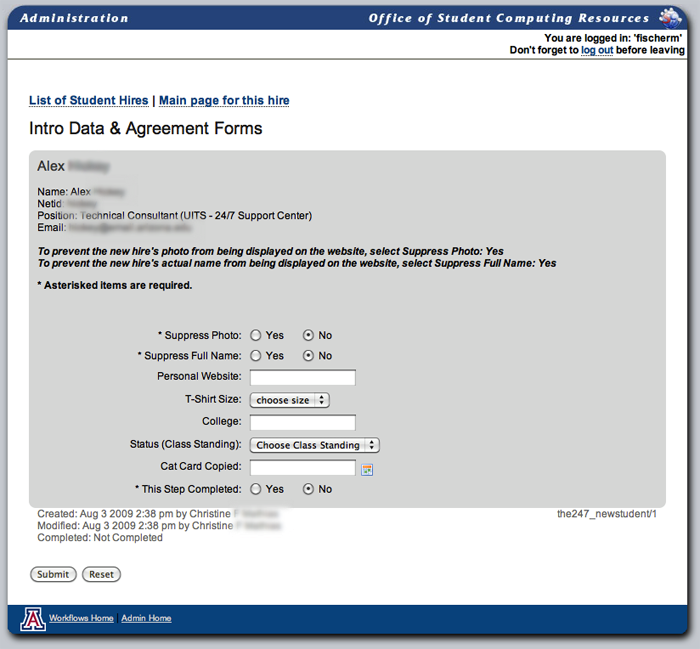 Administration Office of Student Computing Resources
You are logged in: 'fischerm'
Don't forget to log out before leaving
List of Student Hires | Main page for this hire
Intro Data & Agreement Forms
Alex
Name: Alex
Netid:
Position: Technical Consultant (UITS - 24/7 Support Center)
Email:
To prevent the new hire's photo from being displayed on the website, select Suppress Photo: Yes
To prevent the new hire's actual name from being displayed on the website, select Suppress Full Name: Yes
* Asterisked items are required.
* Suppress Photo: Yes No
* Suppress Full Name: Yes No
Personal Website:
T-Shirt Size: choose size
College:
Status (Class Standing): Choose Class Standing
Cat Card Copied:
* This Step Completed: Yes No
Created: Aug 3 2009 2:38 pm by Christine the247_newstudent/1
Modified: Aug 3 2009 2:38 pm by Christine
Completed: Not Completed
Submit Reset
A Workflows Home | Admin Home